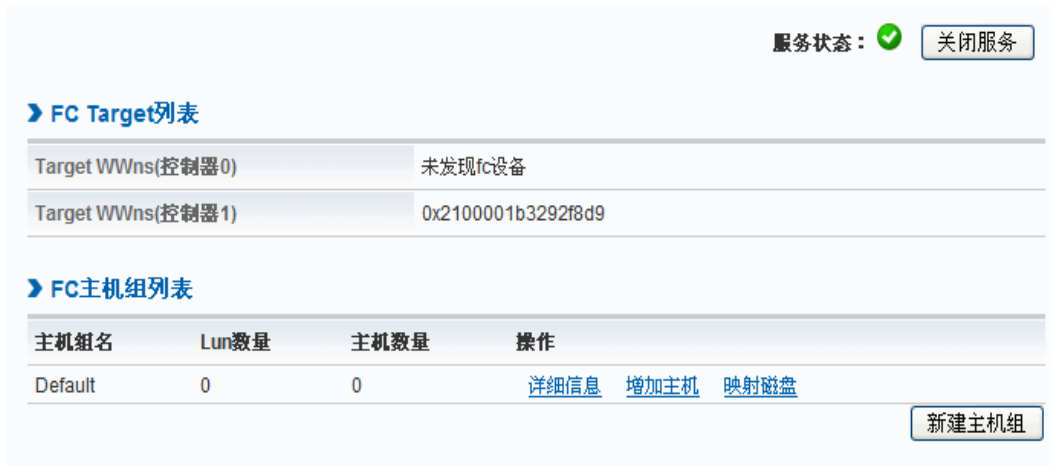 服务状态： 关闭服务
FC Target列表
Target WWns(控制器0) 未发现fc设备
Target WWns(控制器1) 0x2100001b3292f8d9
FC主机组列表
主机组名 Lun数量 主机数量 操作
Default 0 0 详细信息 增加主机 映射磁盘
新建主机组